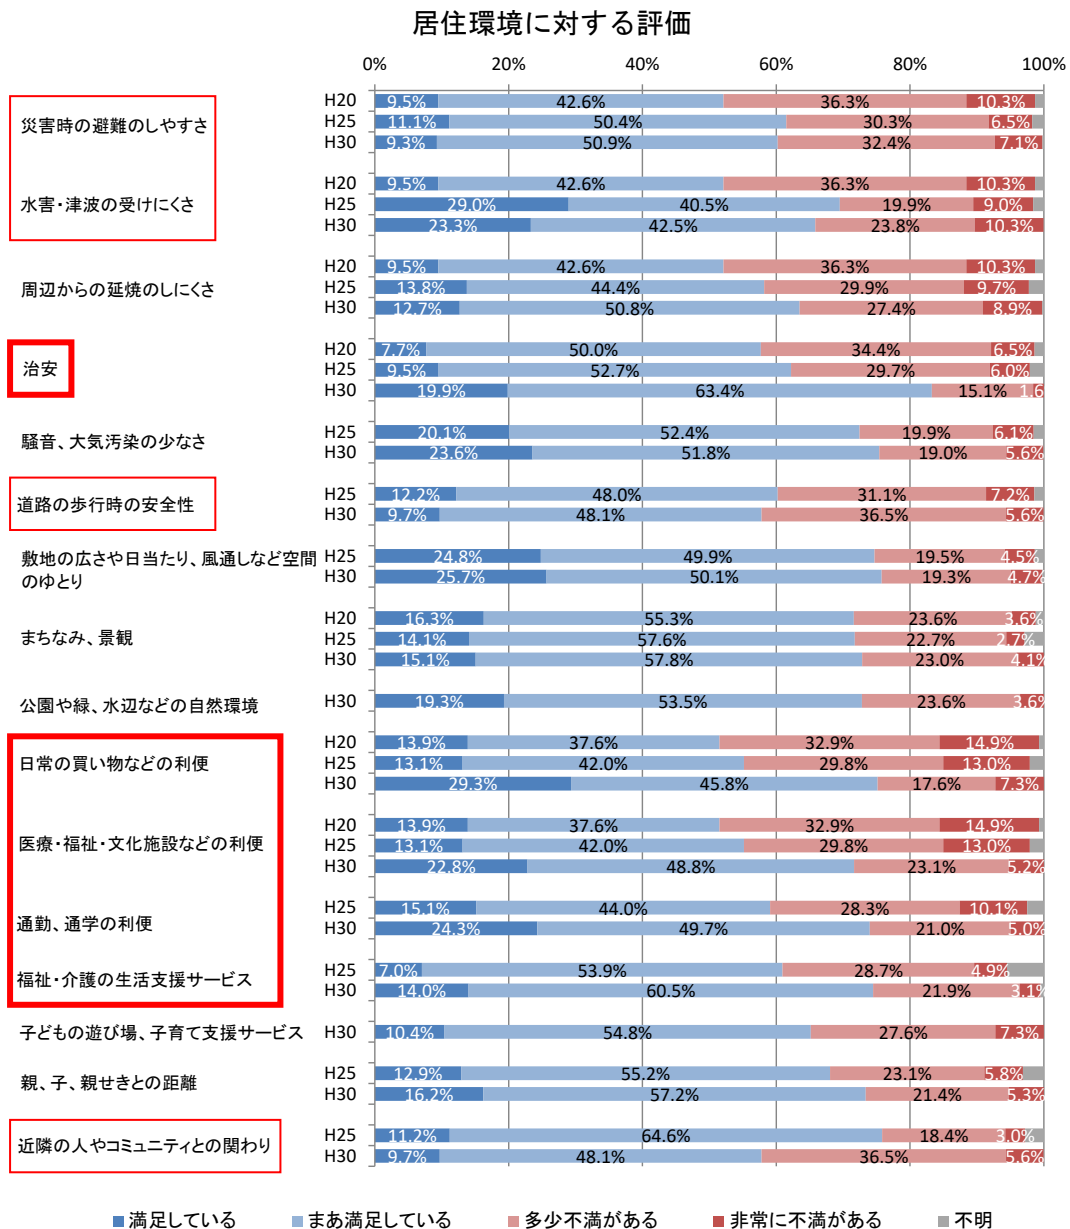 居住環境に対する評価
0% 20% 40% 60% 80% 100%
災害時の避難のしやすさ
H20 9.5% 42.6% 36.3% 10.3%
H25 11.1% 50.4% 30.3% 6.5%
H30 9.3% 50.9% 32.4% 7.1%
水害・津波の受けにくさ
H20 9.5% 42.6% 36.3% 10.3%
H25 29.0% 40.5% 19.9% 9.0%
H30 23.3% 42.5% 23.8% 10.3%
周辺からの延焼のしにくさ
H20 9.5% 42.6% 36.3% 10.3%
H25 13.8% 44.4% 29.9% 9.7%
H30 12.7% 50.8% 27.4% 8.9%
治安
H20 7.7% 50.0% 34.4% 6.5%
H25 9.5% 52.7% 29.7% 6.0%
H30 19.9% 63.4% 15.1% 1.6%
騒音、大気汚染の少なさ
H25 20.1% 52.4% 19.9% 6.1%
H30 23.6% 51.8% 19.0% 5.6%
道路の歩行時の安全性
H25 12.2% 48.0% 31.1% 7.2%
H30 9.7% 48.1% 36.5% 5.6%
敷地の広さや日当たり、風通しなど空間
のゆとり
H25 24.8% 49.9% 19.5% 4.5%
H30 25.7% 50.1% 19.3% 4.7%
まちなみ、景観
H20 16.3% 55.3% 23.6% 3.6%
H25 14.1% 57.6% 22.7% 2.7%
H30 15.1% 57.8% 23.0% 4.1%
公園や緑、水辺などの自然環境
H30 19.3% 53.5% 23.6% 3.6%
日常の買い物などの利便
H20 13.9% 37.6% 32.9% 14.9%
H25 13.1% 42.0% 29.8% 13.0%
H30 29.3% 45.8% 17.6% 7.3%
医療・福祉・文化施設などの利便
H20 13.9% 37.6% 32.9% 14.9%
H25 13.1% 42.0% 29.8% 13.0%
H30 22.8% 48.8% 23.1% 5.2%
通勤、通学の利便
H25 15.1% 44.0% 28.3% 10.1%
H30 24.3% 49.7% 21.0% 5.0%
福祉・介護の生活支援サービス
H25 7.0% 53.9% 28.7% 4.9%
H30 14.0% 60.5% 21.9% 3.1%
子どもの遊び場、子育て支援サービス
H30 10.4% 54.8% 27.6% 7.3%
親、子、親せきとの距離
H25 12.9% 55.2% 23.1% 5.8%
H30 16.2% 57.2% 21.4% 5.3%
近隣の人やコミュニティとの関わり
H25 11.2% 64.6% 18.4% 3.0%
H30 9.7% 48.1% 36.5% 5.6%
満足している まあ満足している 多少不満がある 非常に不満がある 不明